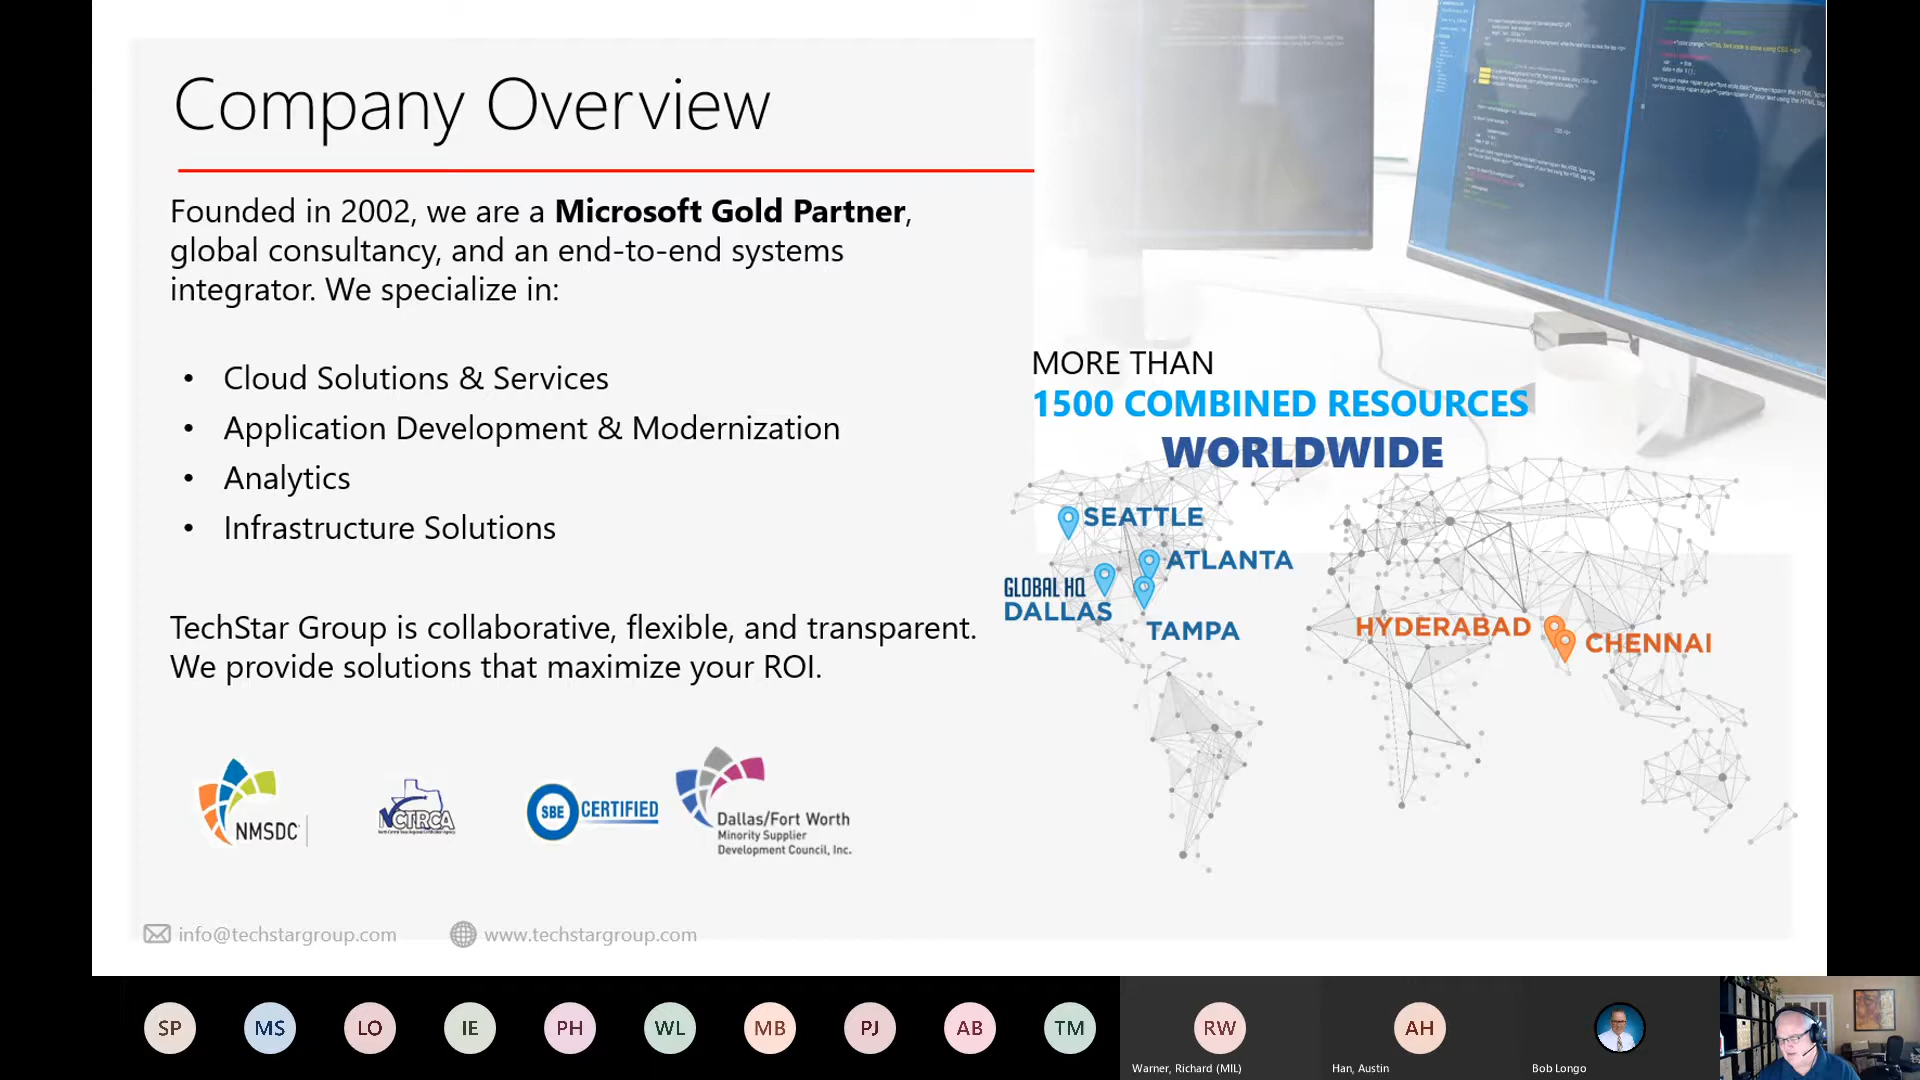 Company Overview
Founded in 2002, we are a Microsoft Gold Partner,
global consultancy, and an end-to-end systems
integrator. We specialize in:
• Cloud Solutions & Services
• Application Development & Modernization
• Analytics
• Infrastructure Solutions
TechStar Group is collaborative, flexible, and transparent.
We provide solutions that maximize your ROI.
MORE THAN
1500 COMBINED RESOURCES
WORLDWIDE
SEATTLE
ATLANTA
GLOBAL HQ
DALLAS
TAMPA
HYDERABAD
CHENNAI
NMSDC
NCTRCA
SBE CERTIFIED
Dallas/Fort Worth
Minority Supplier
Development Council, Inc.
info@techstargroup.com
www.techstargroup.com
SP
MS
LO
IE
PH
WL
MB
PJ
AB
TM
RW
AH
Warner, Richard (MIL)
Han, Austin
Bob Longo